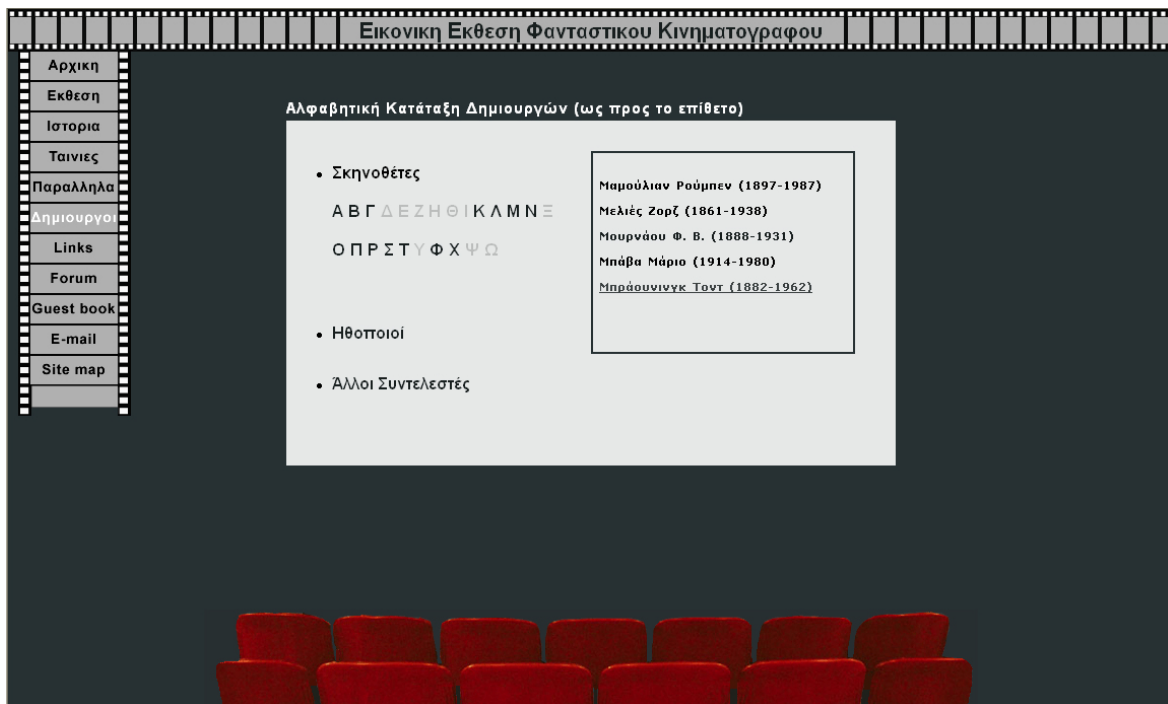 Εικονικη Εκθεση Φανταστικου Κινηματογραφου
Αρχικη
Εκθεση
Ιστορια
Ταινιες
Παραλληλα
Δημιουργοι
Links
Forum
Guest book
E-mail
Site map
Αλφαβητική Κατάταξη Δημιουργών (ως προς το επίθετο)
• Σκηνοθέτες
Α Β Γ Δ Ε Ζ Η Θ Ι Κ Λ Μ Ν Ξ
Ο Π Ρ Σ Τ Υ Φ Χ Ψ Ω
• Ηθοποιοί
• Άλλοι Συντελεστές
Μαμούλιαν Ρούμπεν (1897-1987)
Μελιές Ζορζ (1861-1938)
Μουρνάου Φ. Β. (1888-1931)
Μπάβα Μάριο (1914-1980)
Μπράουνινγκ Τοντ (1882-1962)